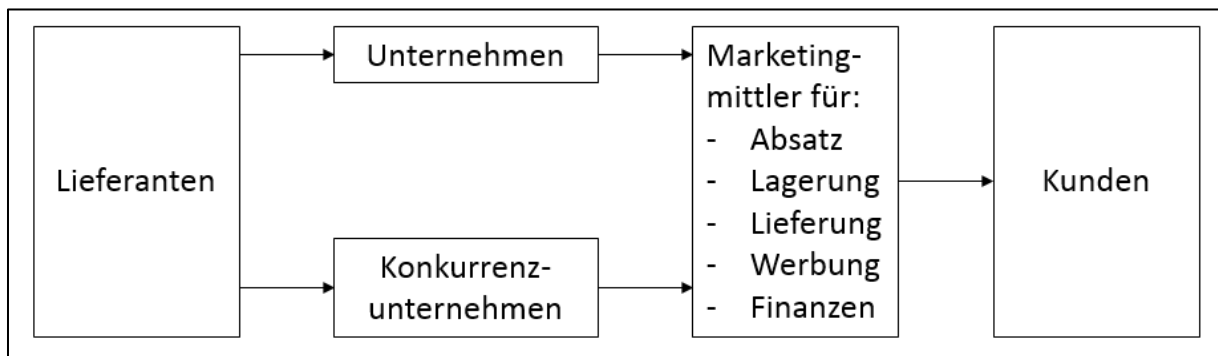 Lieferanten
Unternehmen
Konkurrenz-
unternehmen
Marketing-
mittler für:
- Absatz
- Lagerung
- Lieferung
- Werbung
- Finanzen
Kunden